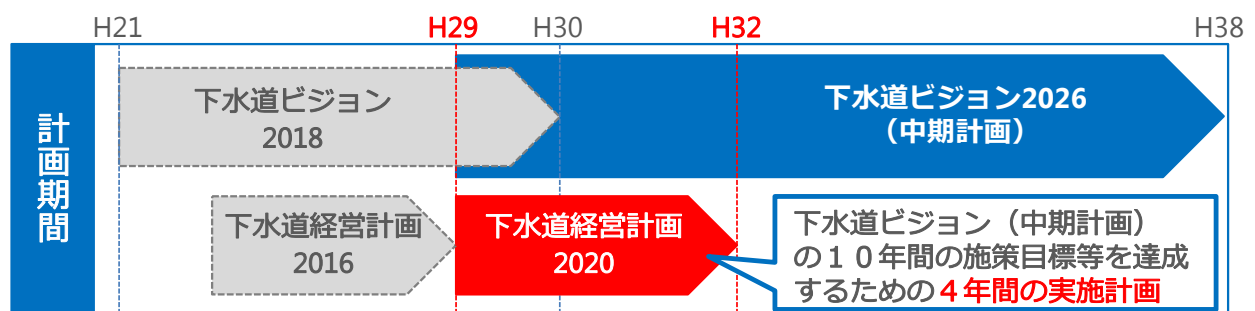 H21
H29
H30
H32
H38
計画期間
下水道ビジョン
2018
下水道ビジョン2026
（中期計画）
下水道経営計画
2016
下水道経営計画
2020
下水道ビジョン（中期計画）
の１０年間の施策目標等を達成
するための４年間の実施計画